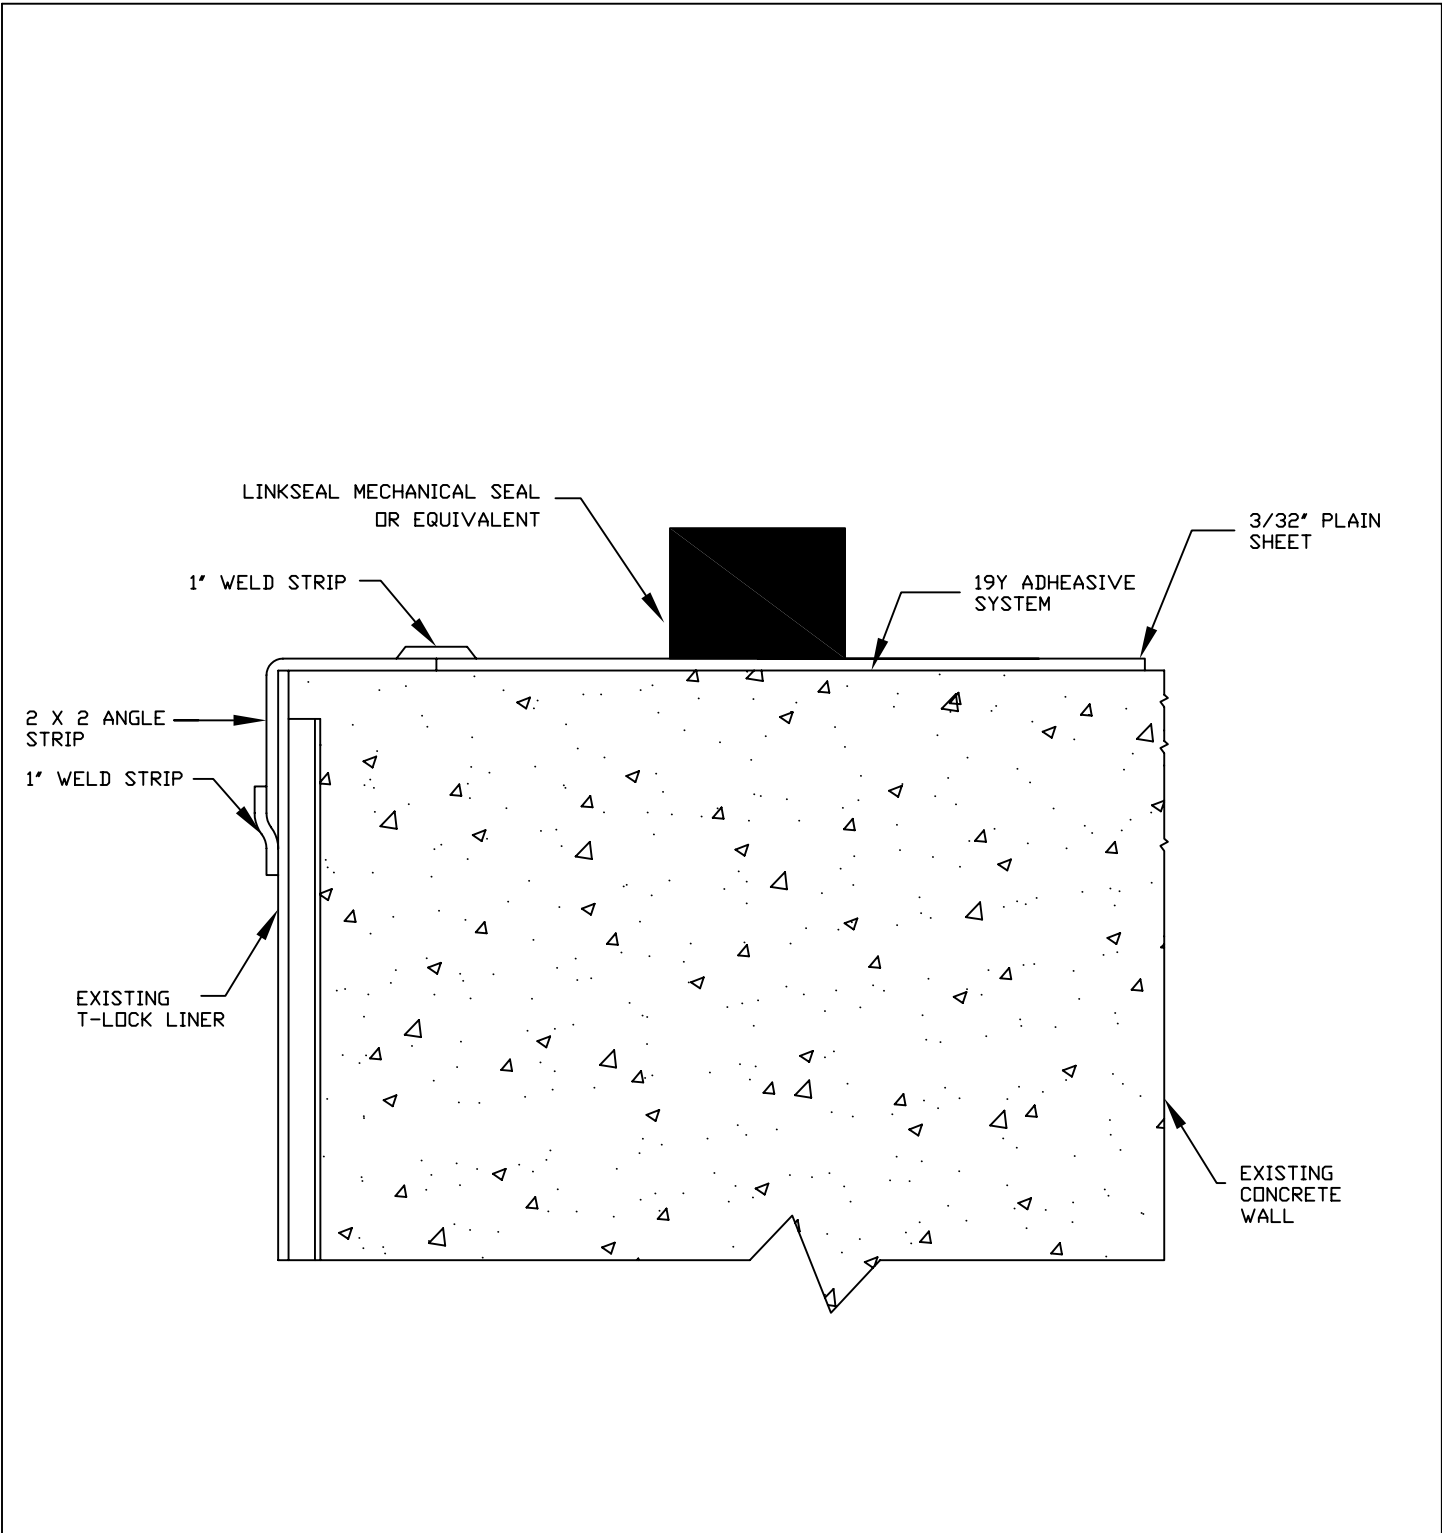 LINKSEAL MECHANICAL SEAL
OR EQUIVALENT
3/32" PLAIN
SHEET
1" WELD STRIP
19Y ADHEASIVE
SYSTEM
2 X 2 ANGLE
STRIP
1" WELD STRIP
EXISTING
T-LOCK LINER
EXISTING
CONCRETE
WALL